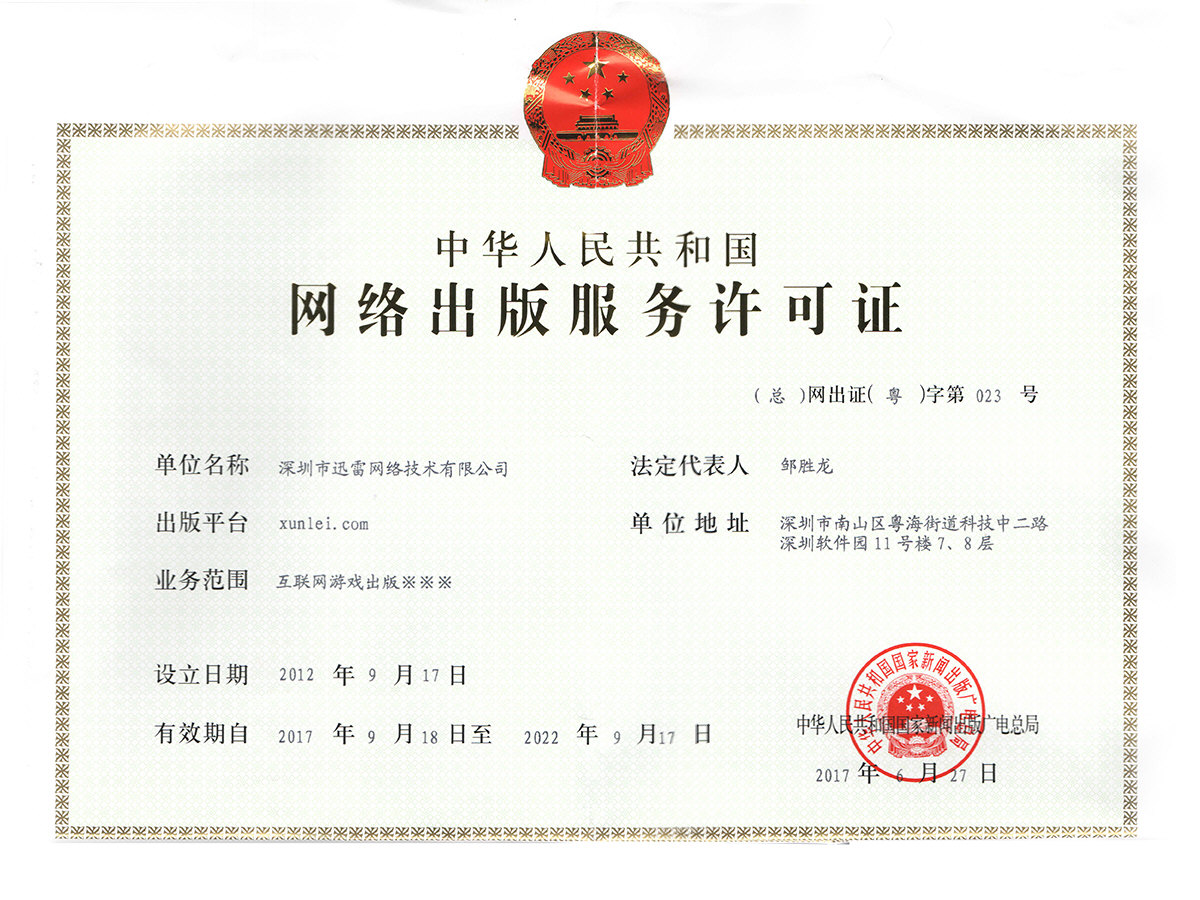 中华人民共和国
网络出版服务许可证
(总)网出证(粤)字第 023 号
单位名称 深圳市迅雷网络技术有限公司
法定代表人 邹胜龙
出版平台 xunlei.com
单位地址 深圳市南山区粤海街道科技中二路
深圳软件园11号楼7、8层
业务范围 互联网游戏出版※※※
设立日期 2012 年 9 月 17 日
有效期自 2017 年 9 月 18 日至 2022 年 9 月 17 日
中华人民共和国国家新闻出版广电总局
中华人民共和国国家新闻出版广电总局
2017 年 6 月 27 日